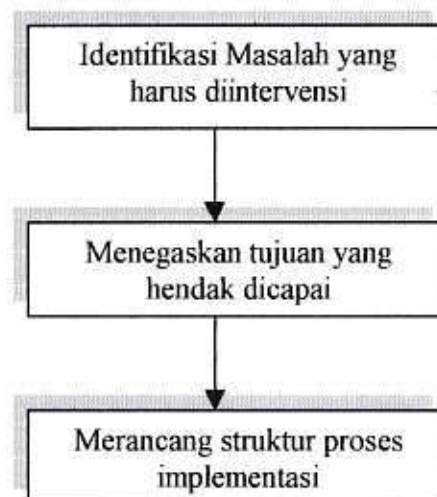 Identifikasi Masalah yang
harus diintervensi
Menegaskan tujuan yang
hendak dicapai
Merancang struktur proses
implementasi